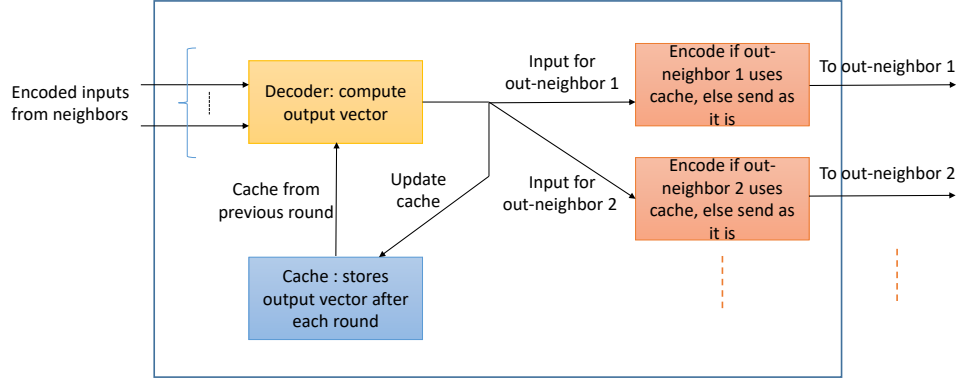 Encoded inputs
from neighbors
Decoder: compute
output vector
Input for
out-neighbor 1
Encode if out-
neighbor 1 uses
cache, else send as
it is
To out-neighbor 1
Cache from
previous round
Update
cache
Input for
out-neighbor 2
Encode if out-
neighbor 2 uses
cache, else send as
it is
To out-neighbor 2
Cache : stores
output vector after
each round